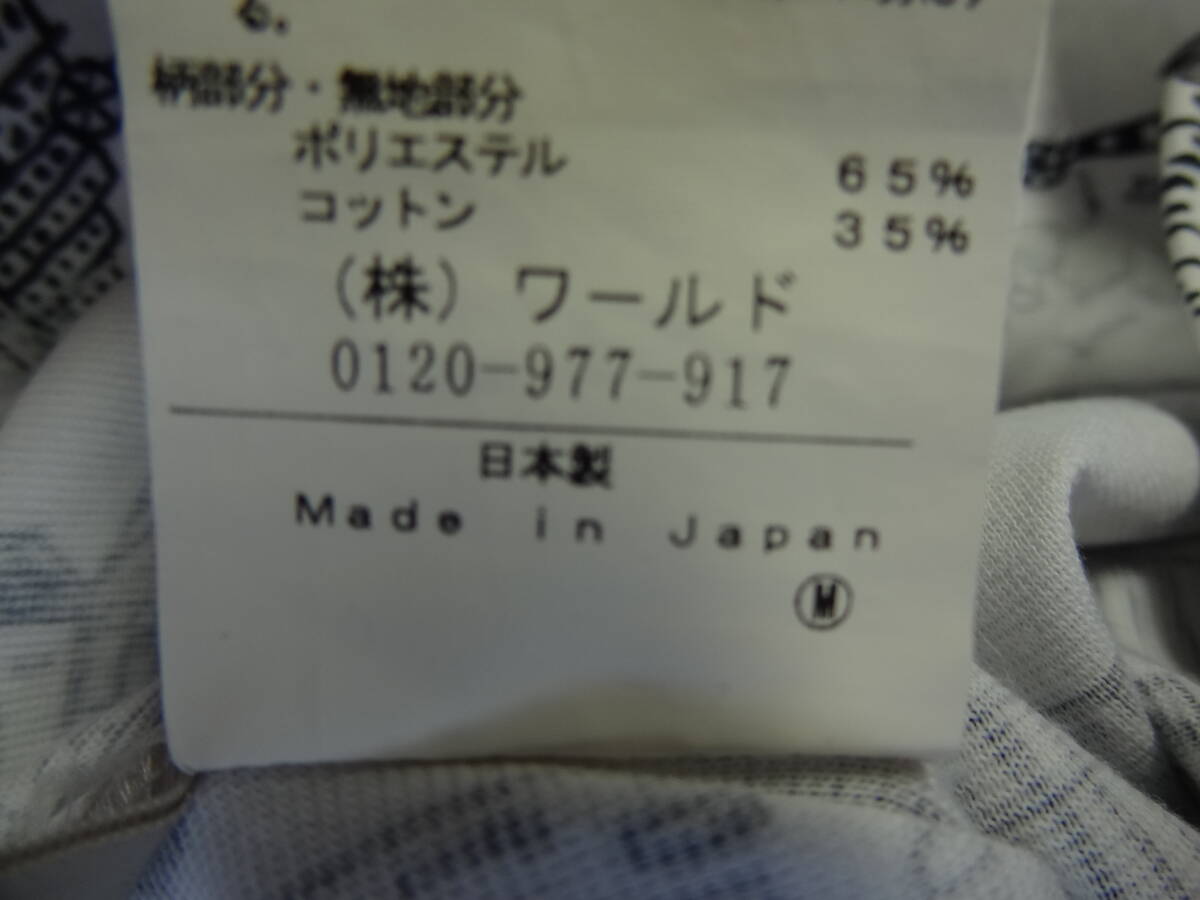 6.
柄部分・無地部分
ポリエステル 65%
コットン 35%
(株) ワールド
0120-977-917
日本製
Made in Japan
Ⓜ